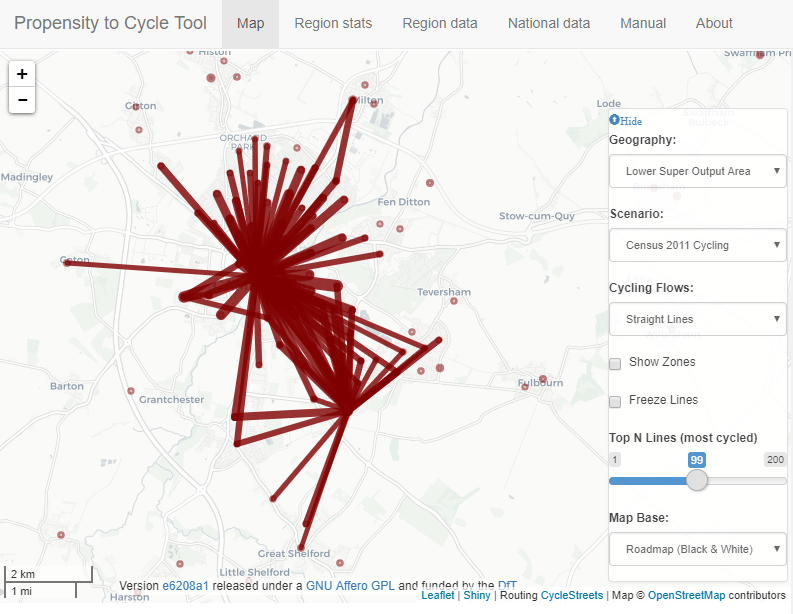 Propensity to Cycle Tool Map Region stats Region data National data Manual About
Histon
Swaffham Pri
+
−
Milton
Girton
Lode
Swaffham
Bulbeck
Hide
ORCHARD
PARK
Geography:
Madingley
Lower Super Output Area
Fen Ditton
Stow-cum-Quy
Scenario:
Census 2011 Cycling
Coton
Cycling Flows:
Teversham
Straight Lines
Show Zones
Barton
Fulbourn
Grantchester
Freeze Lines
Top N Lines (most cycled)
1 99 200
Map Base:
Roadmap (Black & White)
Great Shelford
2 km
Little Shelford
1 mi
Version e6208a1 released under a GNU Affero GPL and funded by the DfT
Harston
Leaflet | Shiny | Routing CycleStreets | Map © OpenStreetMap contributors